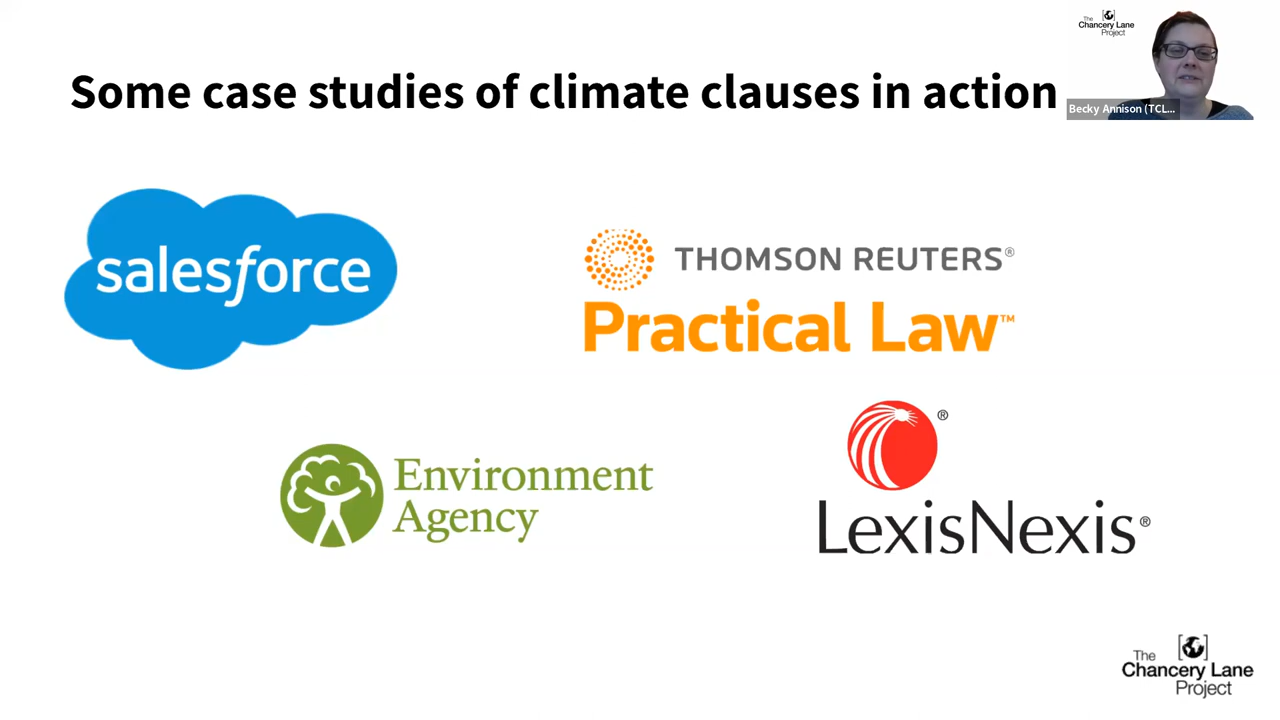 The
Chancery Lane
Project
Some case studies of climate clauses in action
Becky Annison (TCL...
salesforce
THOMSON REUTERS®
Practical Law™
Environment
Agency
®
LexisNexis®
The
Chancery Lane
Project